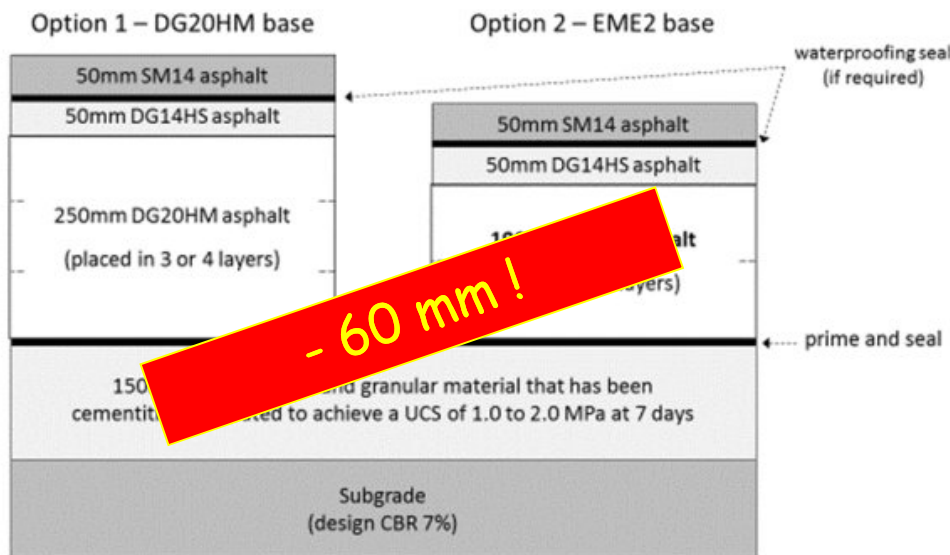 Option 1 – DG20HM base
Option 2 – EME2 base
waterproofing seal
(if required)
50mm SM14 asphalt
50mm DG14HS asphalt
250mm DG20HM asphalt
(placed in 3 or 4 layers)
50mm SM14 asphalt
50mm DG14HS asphalt
- 60 mm !
prime and seal
150
granular material that has been
to achieve a UCS of 1.0 to 2.0 MPa at 7 days
Subgrade
(design CBR 7%)